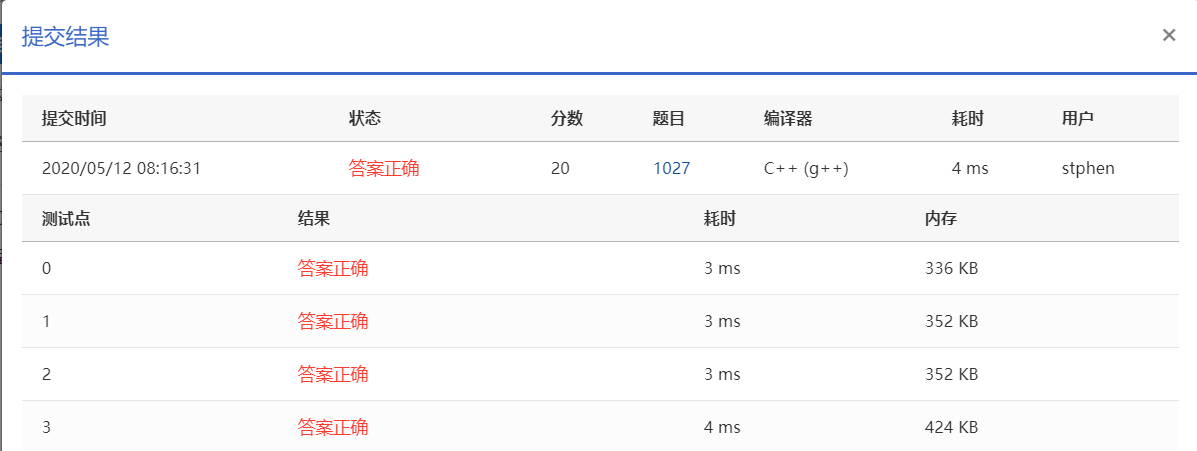 提交结果 ×
提交时间 状态 分数 题目 编译器 耗时 用户
2020/05/12 08:16:31 答案正确 20 1027 C++ (g++) 4 ms stphen
测试点 结果 耗时 内存
0 答案正确 3 ms 336 KB
1 答案正确 3 ms 352 KB
2 答案正确 3 ms 352 KB
3 答案正确 4 ms 424 KB